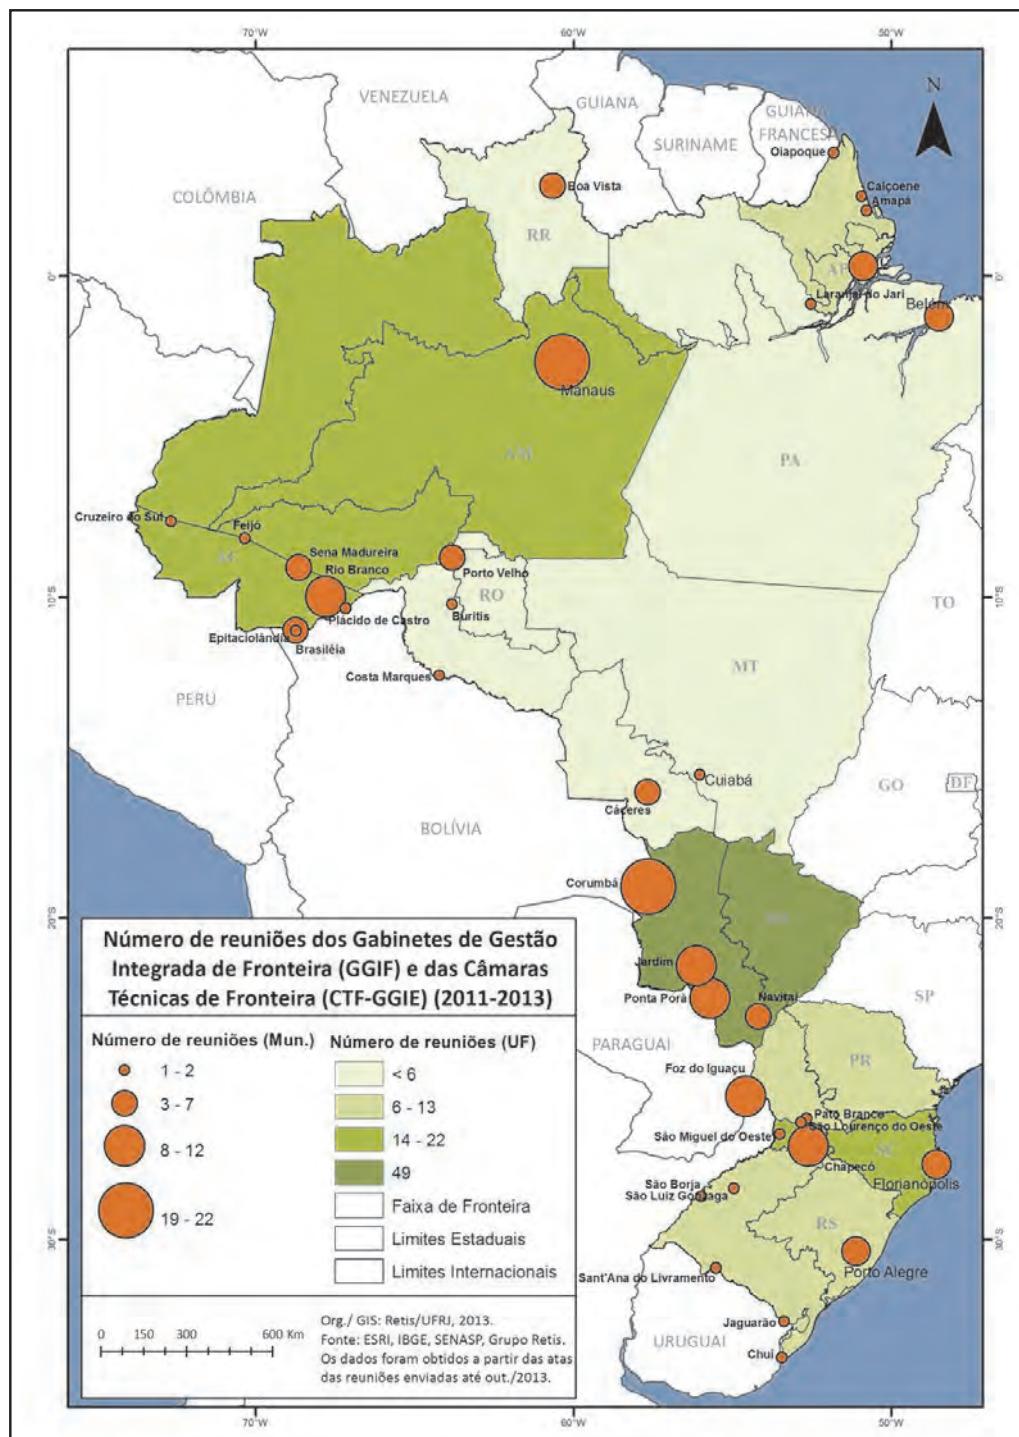 70°W
60°W
50°W
N
VENEZUELA
GUIANA
SURINAME
GUIANA
FRANCESA
COLÔMBIA
Oiapoque
Calçoene
Amapá
Boa Vista
RR
AP
0°
0°
Laranjal do Jari
Belém
Manaus
AM
PA
Cruzeiro do Sul
Feijó
AC
Sena Madureira
Rio Branco
Porto Velho
RO
10°S
10°S
Plácido de Castro
Buritis
TO
Epitaciolândia
Brasiléia
Costa Marques
MT
PERU
Cuiabá
GO
DF
Cáceres
BOLÍVIA
Corumbá
MS
20°S
20°S
Jardim
Ponta Porã
Naviraí
SP
PARAGUAI
Foz do Iguaçu
PR
Pato Branco
São Lourenço do Oeste
São Miguel do Oeste
SC
Chapecó
Florianópolis
São Borja
São Luiz Gonzaga
RS
30°S
30°S
Porto Alegre
Sant'Ana do Livramento
Jaguarão
URUGUAI
Chuí
Número de reuniões dos Gabinetes de Gestão
Integrada de Fronteira (GGIF) e das Câmaras
Técnicas de Fronteira (CTF-GGIE) (2011-2013)
Número de reuniões (Mun.)
1 - 2
3 - 7
8 - 12
19 - 22
Número de reuniões (UF)
< 6
6 - 13
14 - 22
49
Faixa de Fronteira
Limites Estaduais
Limites Internacionais
0 150 300 600 Km
Org./ GIS: Retis/UFRJ, 2013.
Fonte: ESRI, IBGE, SENASP, Grupo Retis.
Os dados foram obtidos a partir das atas
das reuniões enviadas até out./2013.
70°W
60°W
50°W